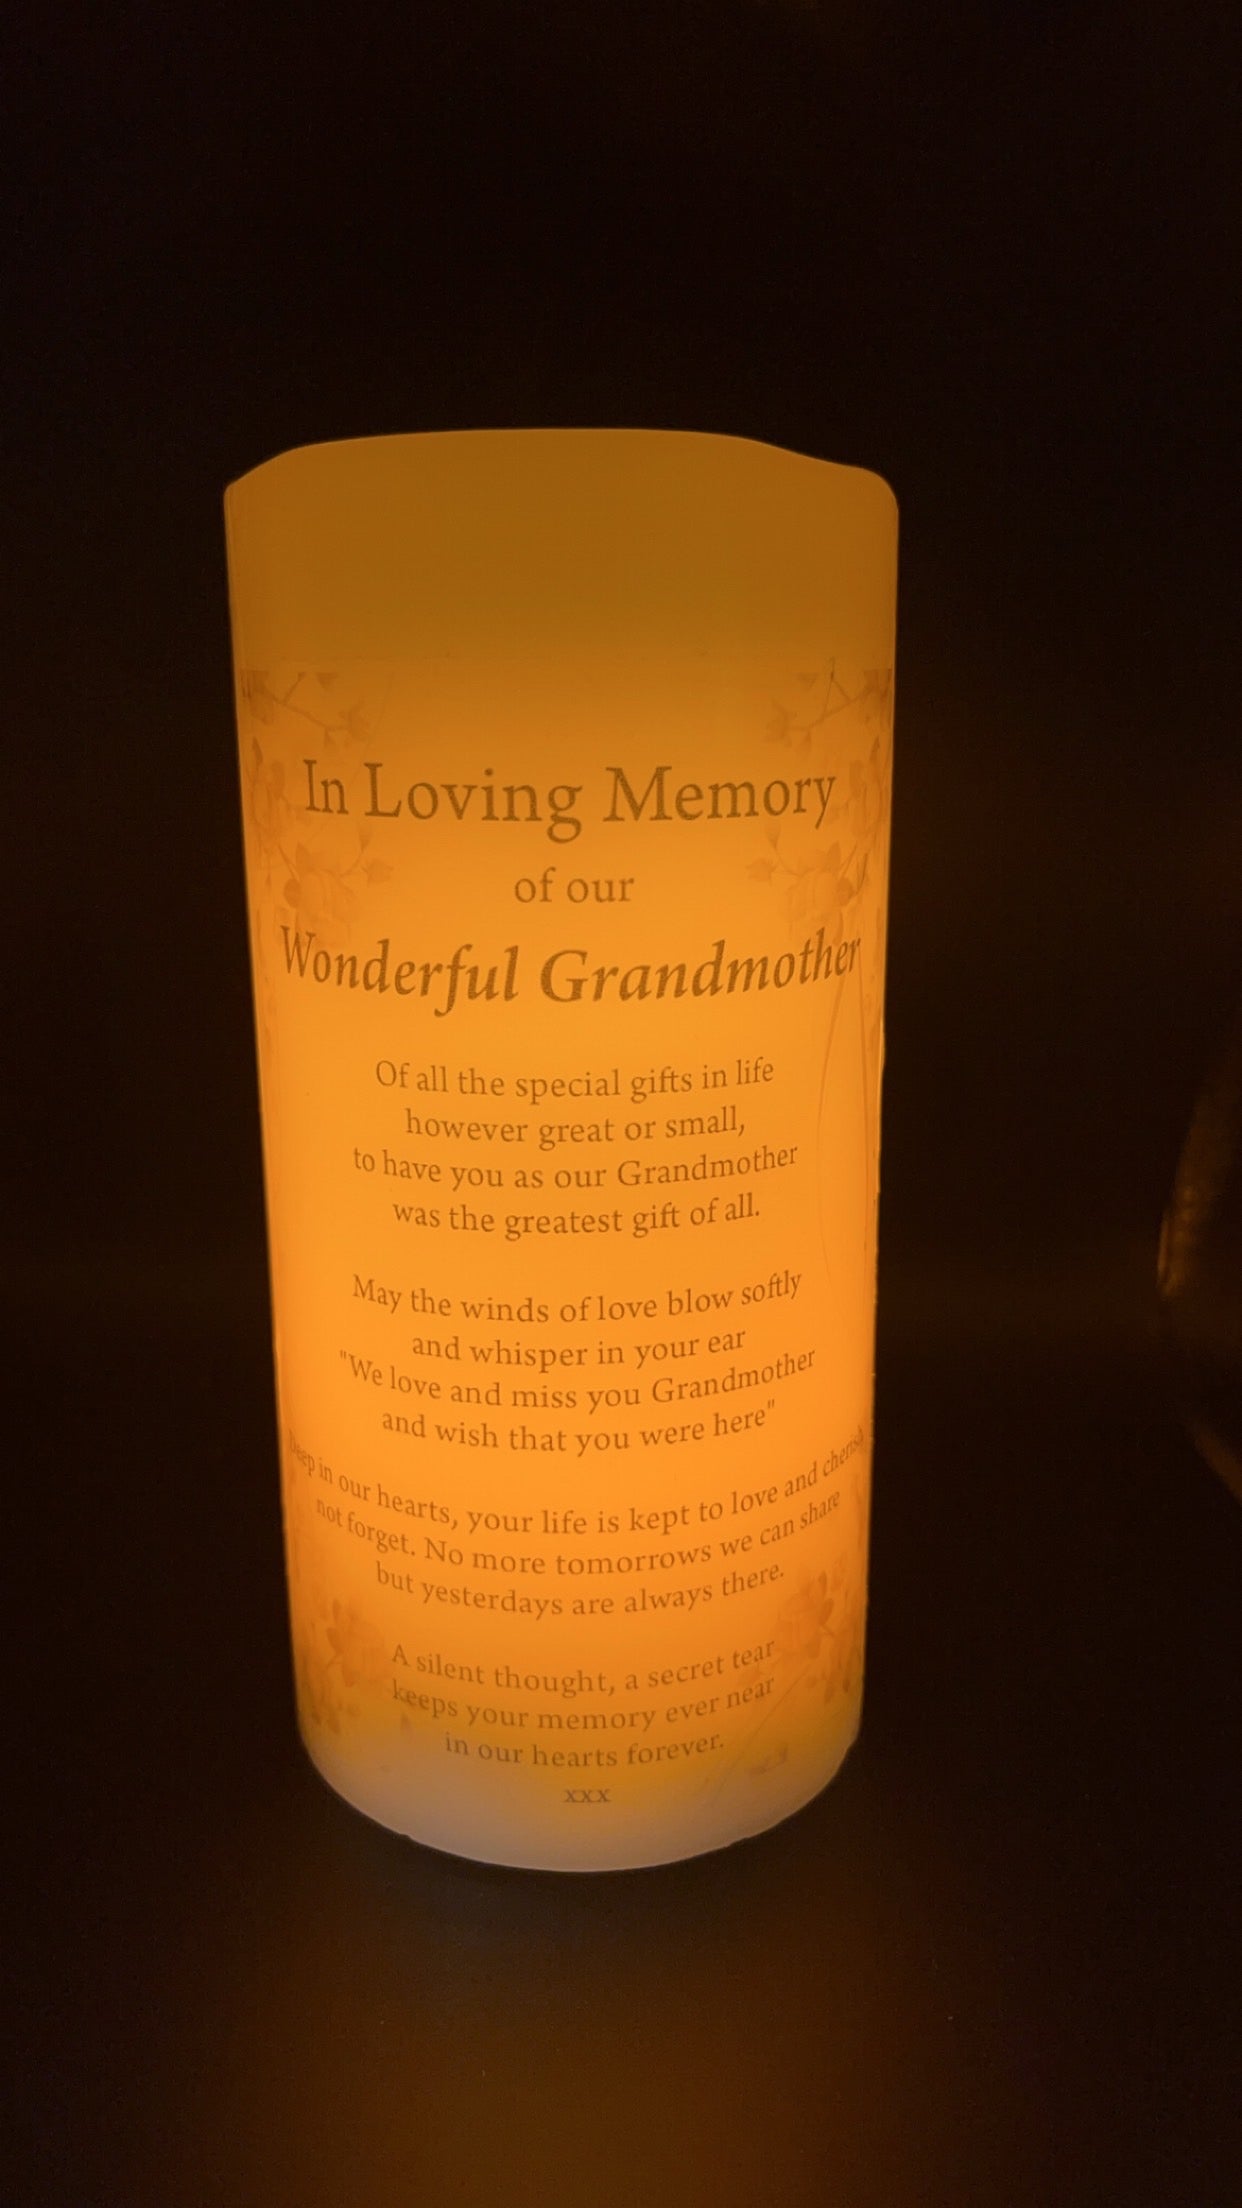 In Loving Memory
of our
Wonderful Grandmother
Of all the special gifts in life
however great or small,
to have you as our Grandmother
was the greatest gift of all.
May the winds of love blow softly
and whisper in your ear
"We love and miss you Grandmother
and wish that you were here"
Deep in our hearts, your life is kept to love and cherish
not forget. No more tomorrows we can share
but yesterdays are always there.
A silent thought, a secret tear
keeps your memory ever near
in our hearts forever.
xxx